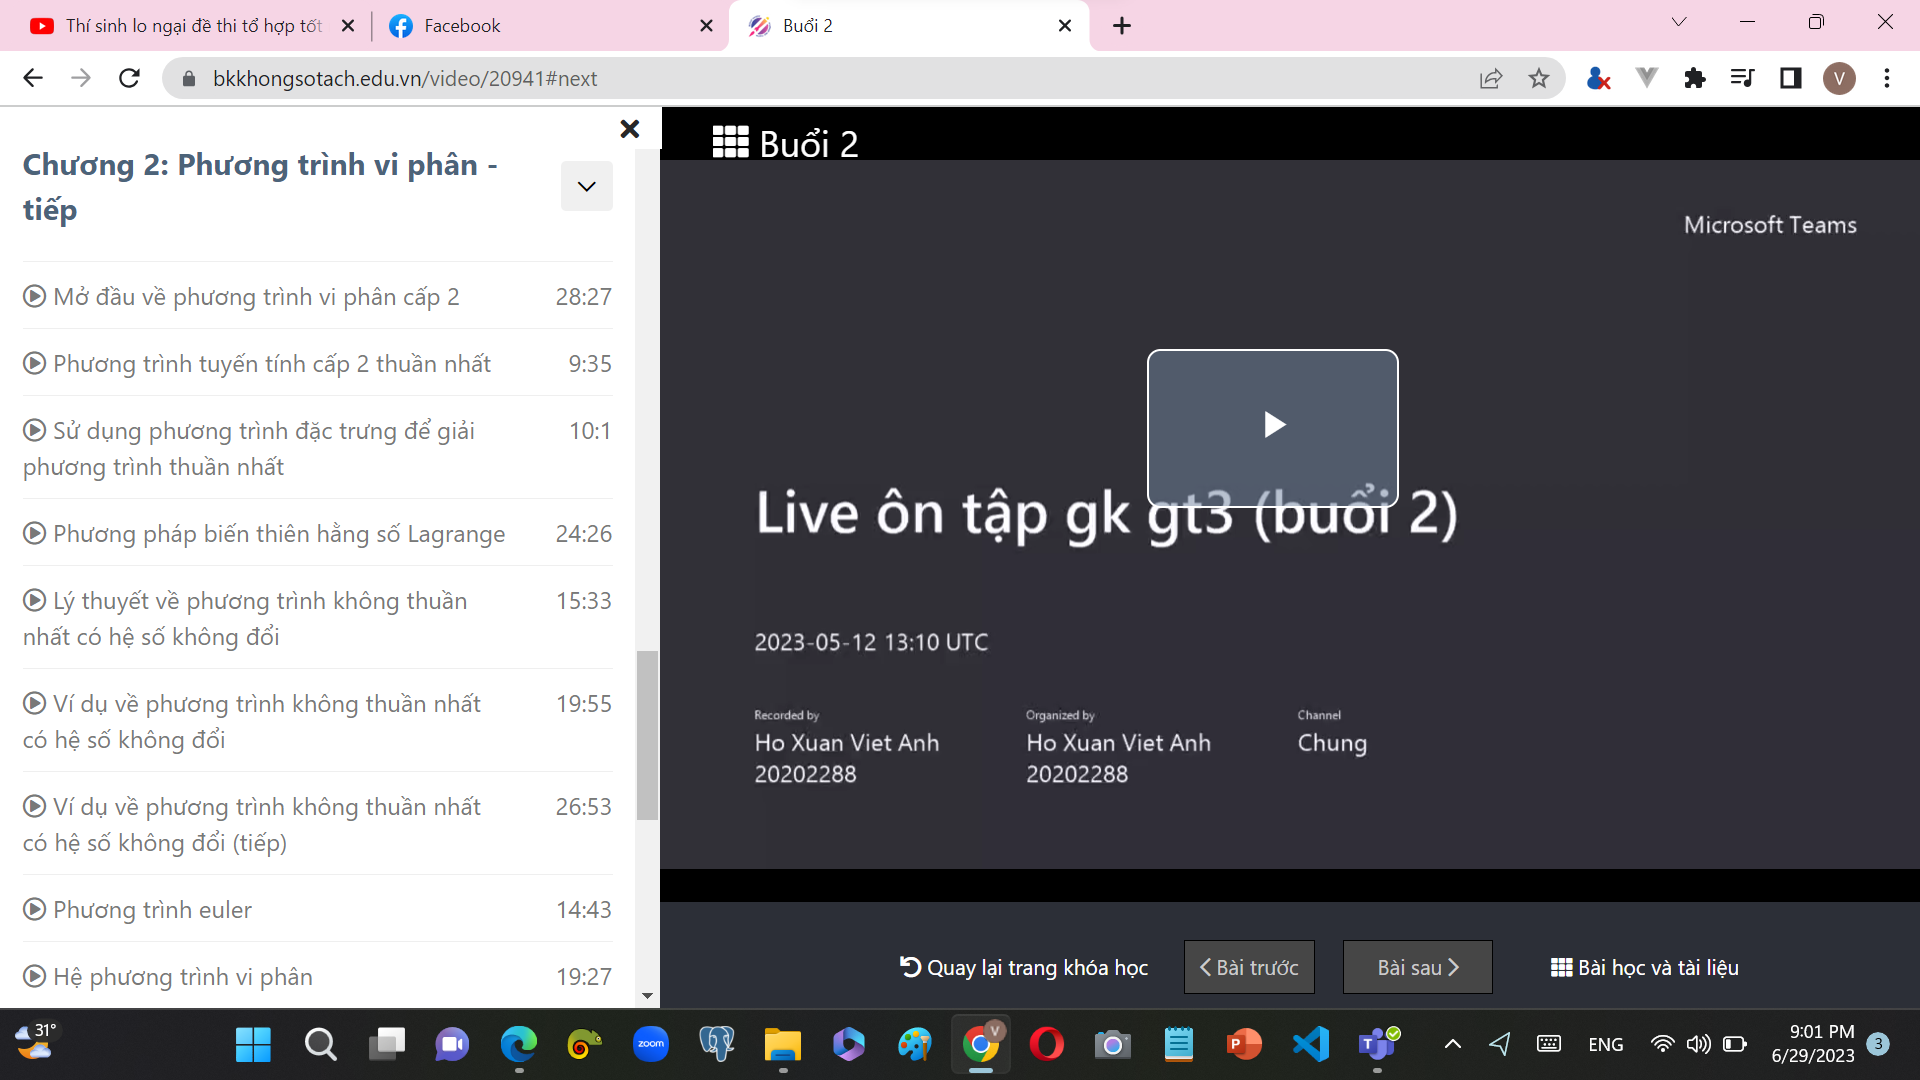 Thí sinh lo ngại đề thi tổ hợp tốt
Facebook
Buổi 2
bkkhongsotach.edu.vn/video/20941#next
V
Chương 2: Phương trình vi phân -
tiếp
Mở đầu về phương trình vi phân cấp 2 28:27
Phương trình tuyến tính cấp 2 thuần nhất 9:35
Sử dụng phương trình đặc trưng để giải 10:1
phương trình thuần nhất
Phương pháp biến thiên hằng số Lagrange 24:26
Lý thuyết về phương trình không thuần 15:33
nhất có hệ số không đổi
Ví dụ về phương trình không thuần nhất 19:55
có hệ số không đổi
Ví dụ về phương trình không thuần nhất 26:53
có hệ số không đổi (tiếp)
Phương trình euler 14:43
Hệ phương trình vi phân 19:27
Buổi 2
Microsoft Teams
Live ôn tập gk gt3 (buổi 2)
2023-05-12 13:10 UTC
Recorded by
Ho Xuan Viet Anh
20202288
Organized by
Ho Xuan Viet Anh
20202288
Channel
Chung
Quay lại trang khóa học
Bài trước
Bài sau
Bài học và tài liệu
31°
zoom
V
P
T
ENG
9:01 PM
6/29/2023
3